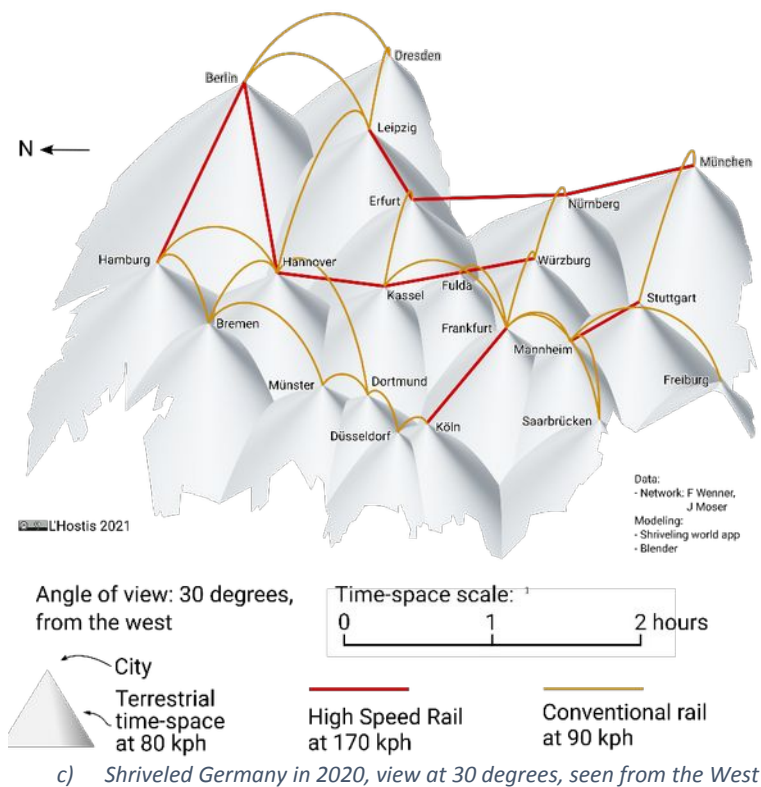 Dresden
Berlin
Leipzig
N
München
Erfurt
Nürnberg
Hamburg
Hannover
Würzburg
Fulda
Kassel
Stuttgart
Bremen
Frankfurt
Mannheim
Münster
Dortmund
Freiburg
Düsseldorf
Köln
Saarbrücken
Data:
- Network: F Wenner,
J Moser
Modeling:
- Shriveling world app
- Blender
L'Hostis 2021
Angle of view: 30 degrees,
from the west
Time-space scale:
0 1 2 hours
City
Terrestrial
time-space
at 80 kph
High Speed Rail
at 170 kph
Conventional rail
at 90 kph
c) Shriveled Germany in 2020, view at 30 degrees, seen from the West